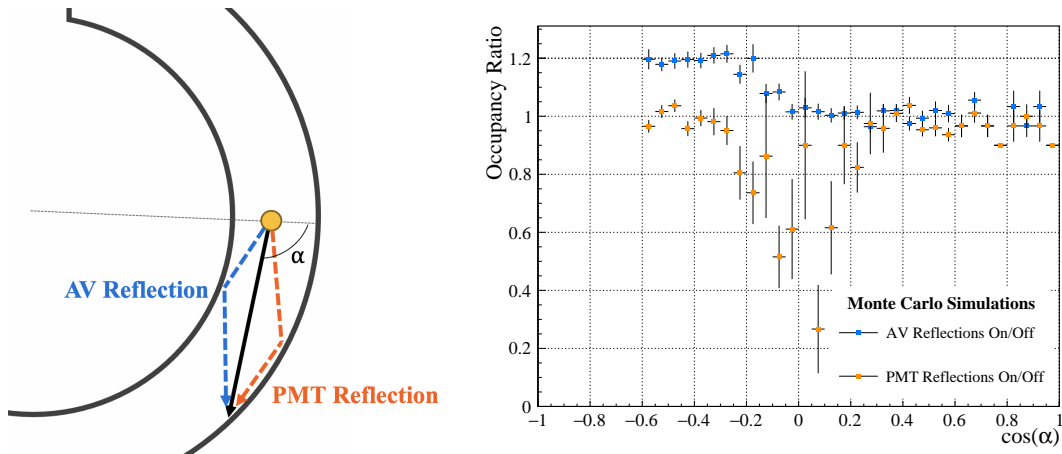 α
AV Reflection
PMT Reflection
Occupancy Ratio
1.2
1
0.8
0.6
0.4
0.2
0
Monte Carlo Simulations
AV Reflections On/Off
PMT Reflections On/Off
−1 −0.8 −0.6 −0.4 −0.2 0 0.2 0.4 0.6 0.8 1
cos(α)